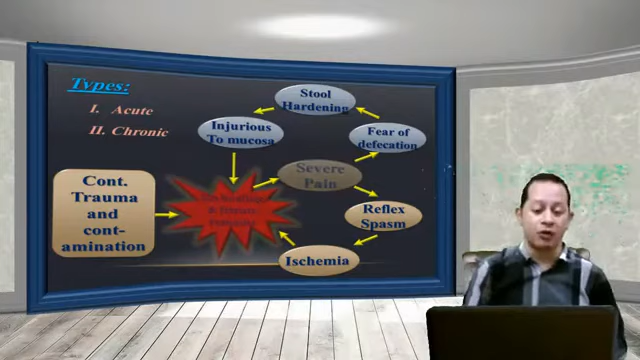 Types:
I. Acute
II. Chronic
Stool
Hardening
Injurious
To mucosa
Fear of
defecation
Severe
Pain
Cont.
Trauma
and
cont-
amination
Reflex
Spasm
Ischemia